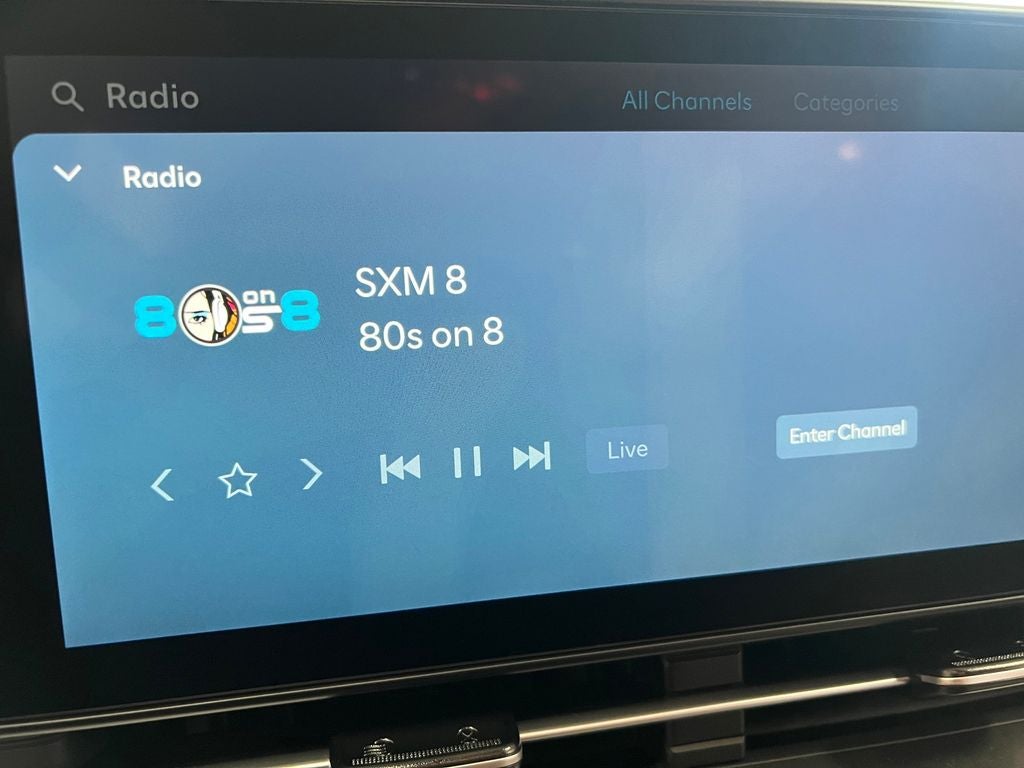 Radio
All Channels
Categories
Radio
80s on 8
SXM 8
80s on 8
Live
Enter Channel